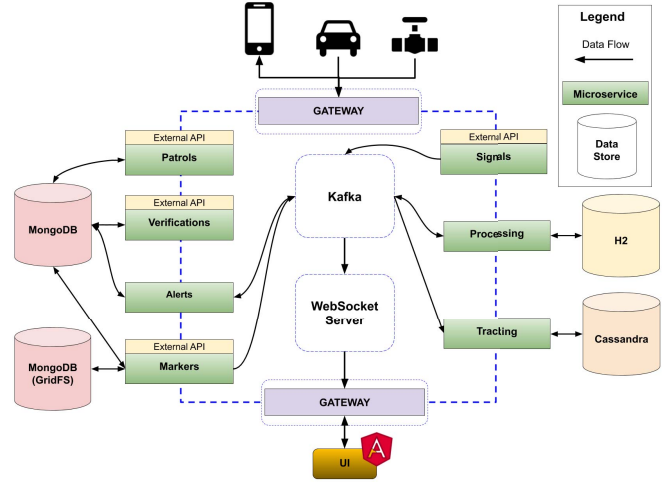 Legend
Data Flow
Microservice
Data
Store
GATEWAY
External API
Patrols
External API
Signals
External API
Verifications
Kafka
MongoDB
Processing
H2
Alerts
WebSocket
Server
External API
Markers
Tracting
Cassandra
MongoDB
(GridFS)
GATEWAY
UI
A